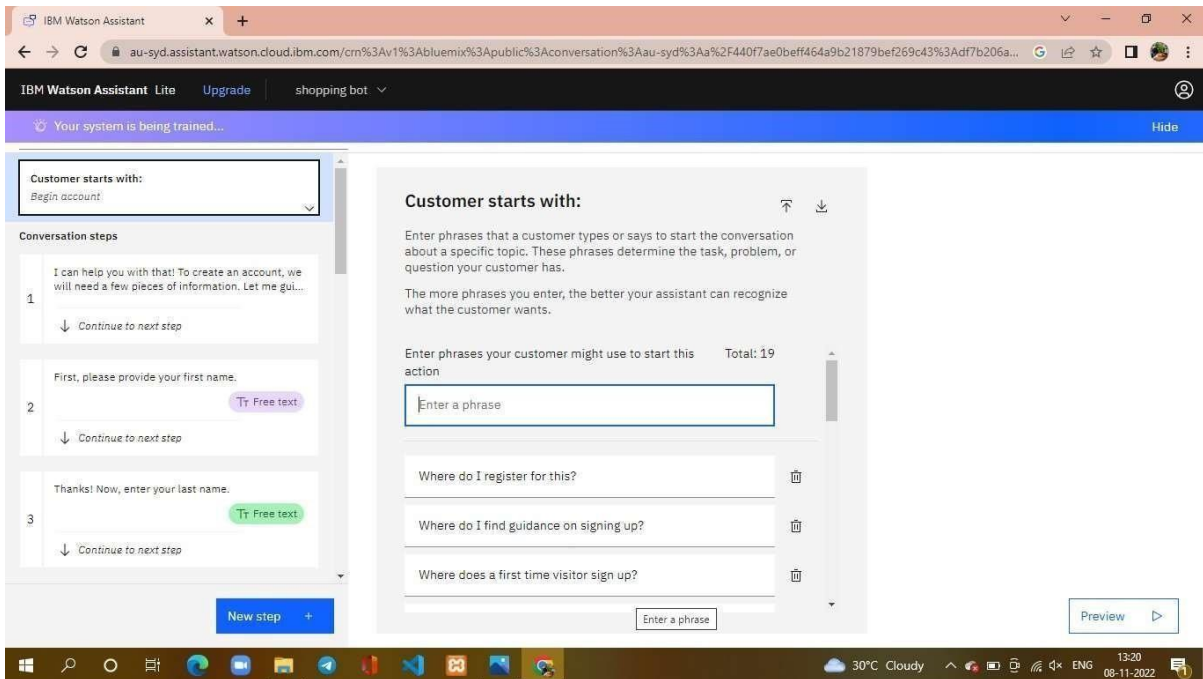 IBM Watson Assistant
au-syd.assistant.watson.cloud.ibm.com/crn%3Av1%3Abluemix%3Apublic%3Aconversation%3Aau-syd%3Aa%2F440f7ae0beff464a9b21879bef269c43%3Adf7b206a...
IBM Watson Assistant Lite Upgrade shopping bot
Your system is being trained... Hide
Customer starts with:
Begin account
Conversation steps
1
I can help you with that! To create an account, we
will need a few pieces of information. Let me gui...
Continue to next step
2
First, please provide your first name.
Free text
Continue to next step
3
Thanks! Now, enter your last name.
Free text
Continue to next step
New step +
Customer starts with:
Enter phrases that a customer types or says to start the conversation
about a specific topic. These phrases determine the task, problem, or
question your customer has.
The more phrases you enter, the better your assistant can recognize
what the customer wants.
Enter phrases your customer might use to start this Total: 19
action
Enter a phrase
Where do I register for this?
Where do I find guidance on signing up?
Where does a first time visitor sign up?
Enter a phrase
Preview
30°C Cloudy ENG 13:20
08-11-2022